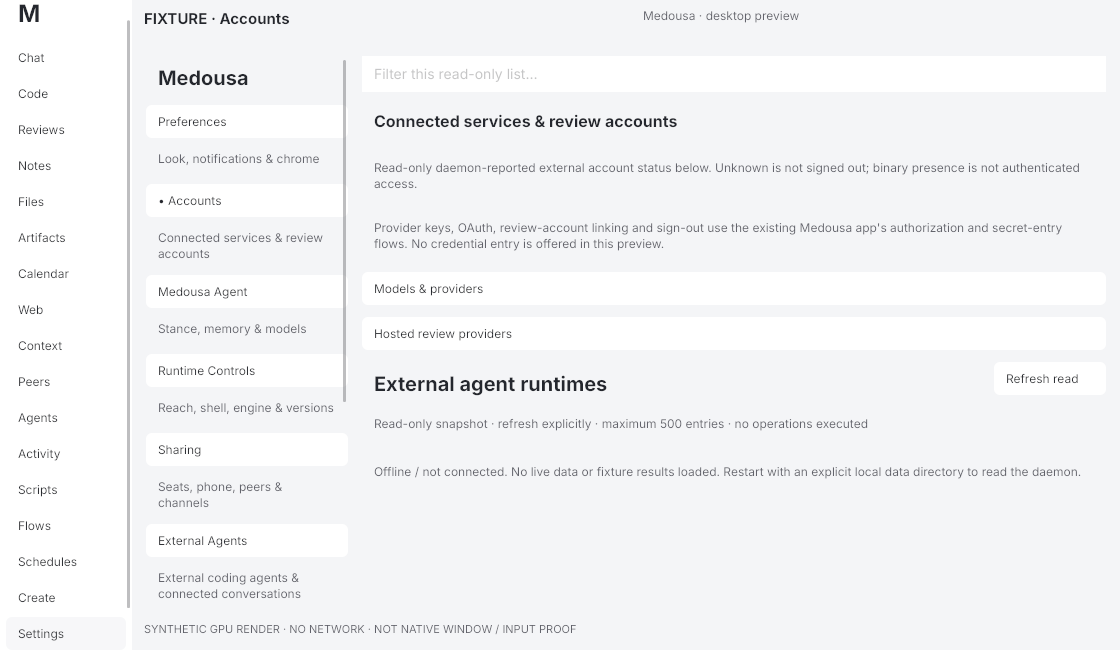 M
Chat
Code
Reviews
Notes
Files
Artifacts
Calendar
Web
Context
Peers
Agents
Activity
Scripts
Flows
Schedules
Create
Settings
FIXTURE · Accounts
Medousa · desktop preview
Medousa
Preferences
Look, notifications & chrome
• Accounts
Connected services & review
accounts
Medousa Agent
Stance, memory & models
Runtime Controls
Reach, shell, engine & versions
Sharing
Seats, phone, peers &
channels
External Agents
External coding agents &
connected conversations
Filter this read-only list...
Connected services & review accounts
Read-only daemon-reported external account status below. Unknown is not signed out; binary presence is not authenticated
access.
Provider keys, OAuth, review-account linking and sign-out use the existing Medousa app's authorization and secret-entry
flows. No credential entry is offered in this preview.
Models & providers
Hosted review providers
External agent runtimes
Refresh read
Read-only snapshot · refresh explicitly · maximum 500 entries · no operations executed
Offline / not connected. No live data or fixture results loaded. Restart with an explicit local data directory to read the daemon.
SYNTHETIC GPU RENDER · NO NETWORK · NOT NATIVE WINDOW / INPUT PROOF